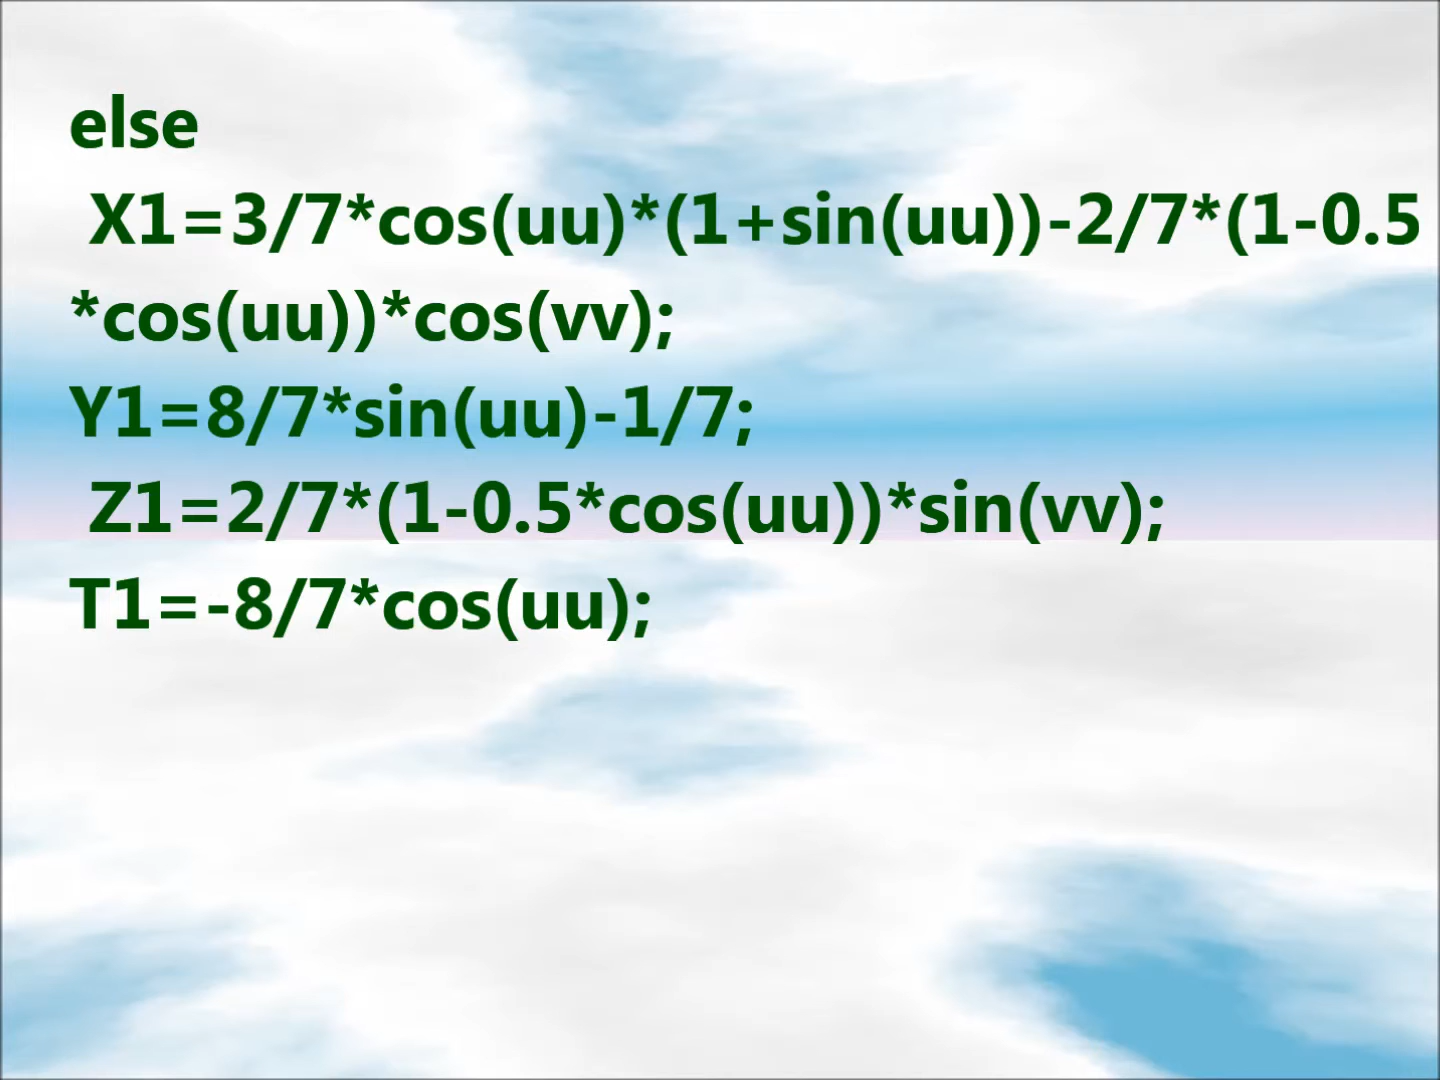 else
X1=3/7*cos(uu)*(1+sin(uu))-2/7*(1-0.5
*cos(uu))*cos(vv);
Y1=8/7*sin(uu)-1/7;
Z1=2/7*(1-0.5*cos(uu))*sin(vv);
T1=-8/7*cos(uu);